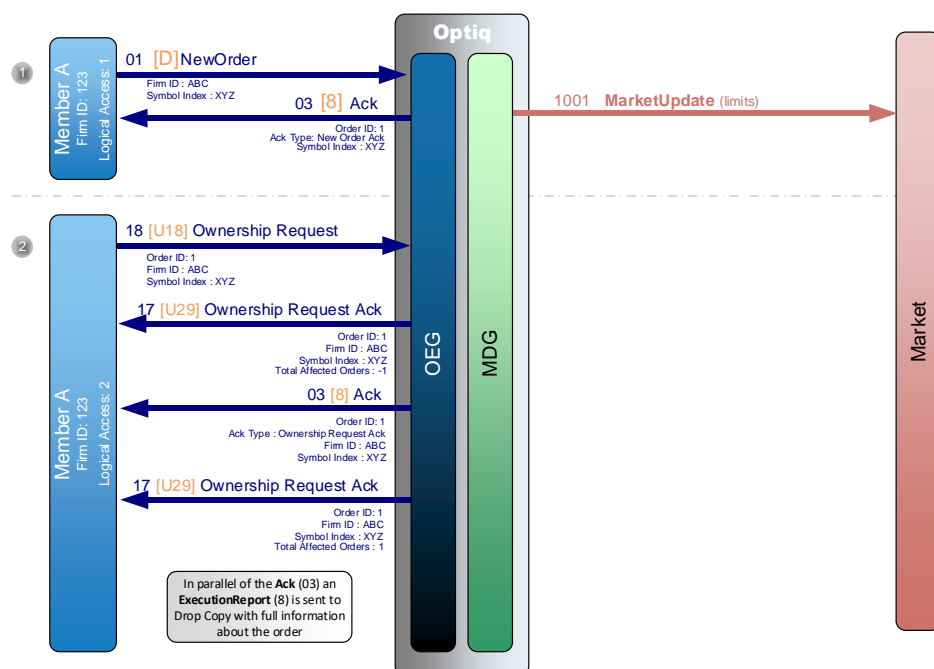 Optiq
1
Member A
Firm ID: 123
Logical Access: 1
01 [D]NewOrder
Firm ID : ABC
Symbol Index : XYZ
03 [8] Ack
Order ID: 1
Ack Type: New Order Ack
Symbol Index : XYZ
1001 MarketUpdate (limits)
2
Member A
Firm ID: 123
Logical Access: 2
18 [U18] Ownership Request
Order ID: 1
Firm ID : ABC
Symbol Index : XYZ
17 [U29] Ownership Request Ack
Order ID: 1
Firm ID : ABC
Symbol Index : XYZ
Total Affected Orders : -1
03 [8] Ack
Order ID: 1
Ack Type : Ownership Request Ack
Firm ID : ABC
Symbol Index : XYZ
17 [U29] Ownership Request Ack
Order ID: 1
Firm ID : ABC
Symbol Index : XYZ
Total Affected Orders : 1
OEG
MDG
Market
In parallel of the Ack (03) an
ExecutionReport (8) is sent to
Drop Copy with full information
about the order